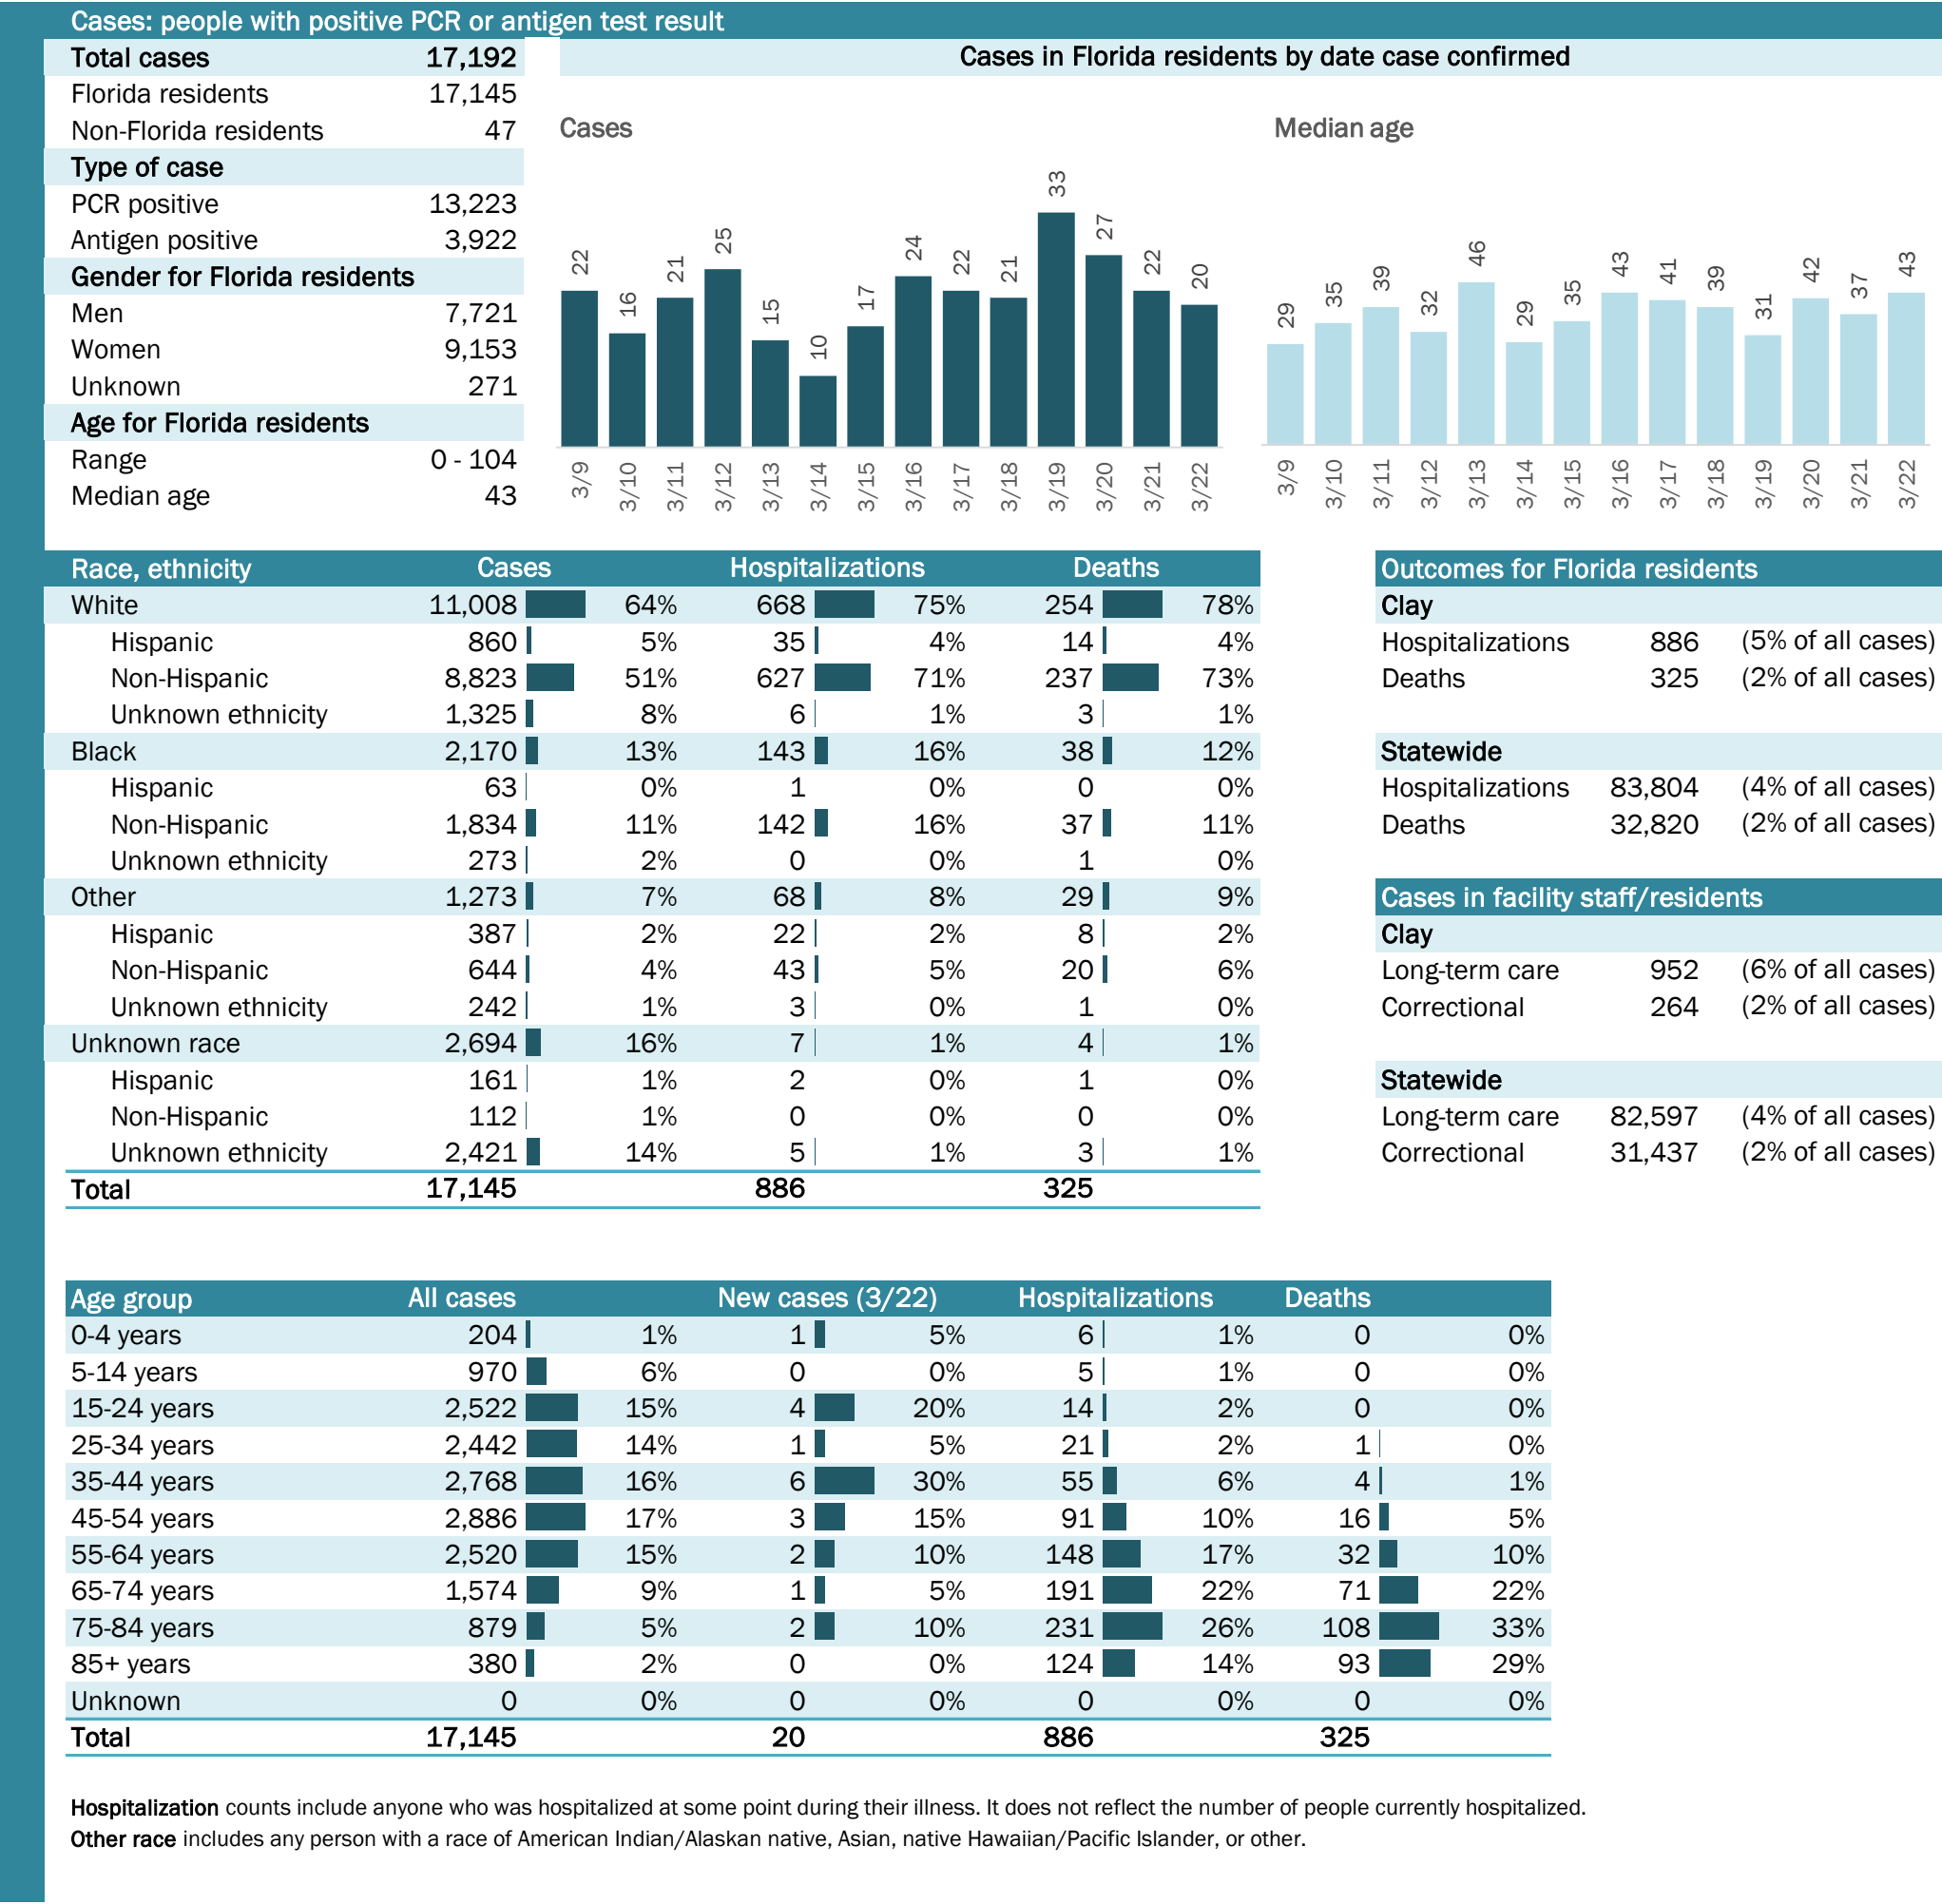 Cases: people with positive PCR or antigen test result
Total cases 17,192
Florida residents 17,145
Non-Florida residents 47
Type of case
PCR positive 13,223
Antigen positive 3,922
Gender for Florida residents
Men 7,721
Women 9,153
Unknown 271
Age for Florida residents
Range 0 - 104
Median age 43
Cases in Florida residents by date case confirmed
Cases
22 16 21 25 15 10 17 24 22 21 33 27 22 20
3/9 3/10 3/11 3/12 3/13 3/14 3/15 3/16 3/17 3/18 3/19 3/20 3/21 3/22
Median age
29 35 39 32 46 29 35 43 41 39 31 42 37 43
3/9 3/10 3/11 3/12 3/13 3/14 3/15 3/16 3/17 3/18 3/19 3/20 3/21 3/22
Race, ethnicity Cases Hospitalizations Deaths
White 11,008 64% 668 75% 254 78%
Hispanic 860 5% 35 4% 14 4%
Non-Hispanic 8,823 51% 627 71% 237 73%
Unknown ethnicity 1,325 8% 6 1% 3 1%
Black 2,170 13% 143 16% 38 12%
Hispanic 63 0% 1 0% 0 0%
Non-Hispanic 1,834 11% 142 16% 37 11%
Unknown ethnicity 273 2% 0 0% 1 0%
Other 1,273 7% 68 8% 29 9%
Hispanic 387 2% 22 2% 8 2%
Non-Hispanic 644 4% 43 5% 20 6%
Unknown ethnicity 242 1% 3 0% 1 0%
Unknown race 2,694 16% 7 1% 4 1%
Hispanic 161 1% 2 0% 1 0%
Non-Hispanic 112 1% 0 0% 0 0%
Unknown ethnicity 2,421 14% 5 1% 3 1%
Total 17,145 886 325
Outcomes for Florida residents
Clay
Hospitalizations 886 (5% of all cases)
Deaths 325 (2% of all cases)
Statewide
Hospitalizations 83,804 (4% of all cases)
Deaths 32,820 (2% of all cases)
Cases in facility staff/residents
Clay
Long-term care 952 (6% of all cases)
Correctional 264 (2% of all cases)
Statewide
Long-term care 82,597 (4% of all cases)
Correctional 31,437 (2% of all cases)
Age group All cases New cases (3/22) Hospitalizations Deaths
0-4 years 204 1% 1 5% 6 1% 0 0%
5-14 years 970 6% 0 0% 5 1% 0 0%
15-24 years 2,522 15% 4 20% 14 2% 0 0%
25-34 years 2,442 14% 1 5% 21 2% 1 0%
35-44 years 2,768 16% 6 30% 55 6% 4 1%
45-54 years 2,886 17% 3 15% 91 10% 16 5%
55-64 years 2,520 15% 2 10% 148 17% 32 10%
65-74 years 1,574 9% 1 5% 191 22% 71 22%
75-84 years 879 5% 2 10% 231 26% 108 33%
85+ years 380 2% 0 0% 124 14% 93 29%
Unknown 0 0% 0 0% 0 0% 0 0%
Total 17,145 20 886 325
Hospitalization counts include anyone who was hospitalized at some point during their illness. It does not reflect the number of people currently hospitalized.
Other race includes any person with a race of American Indian/Alaskan native, Asian, native Hawaiian/Pacific Islander, or other.